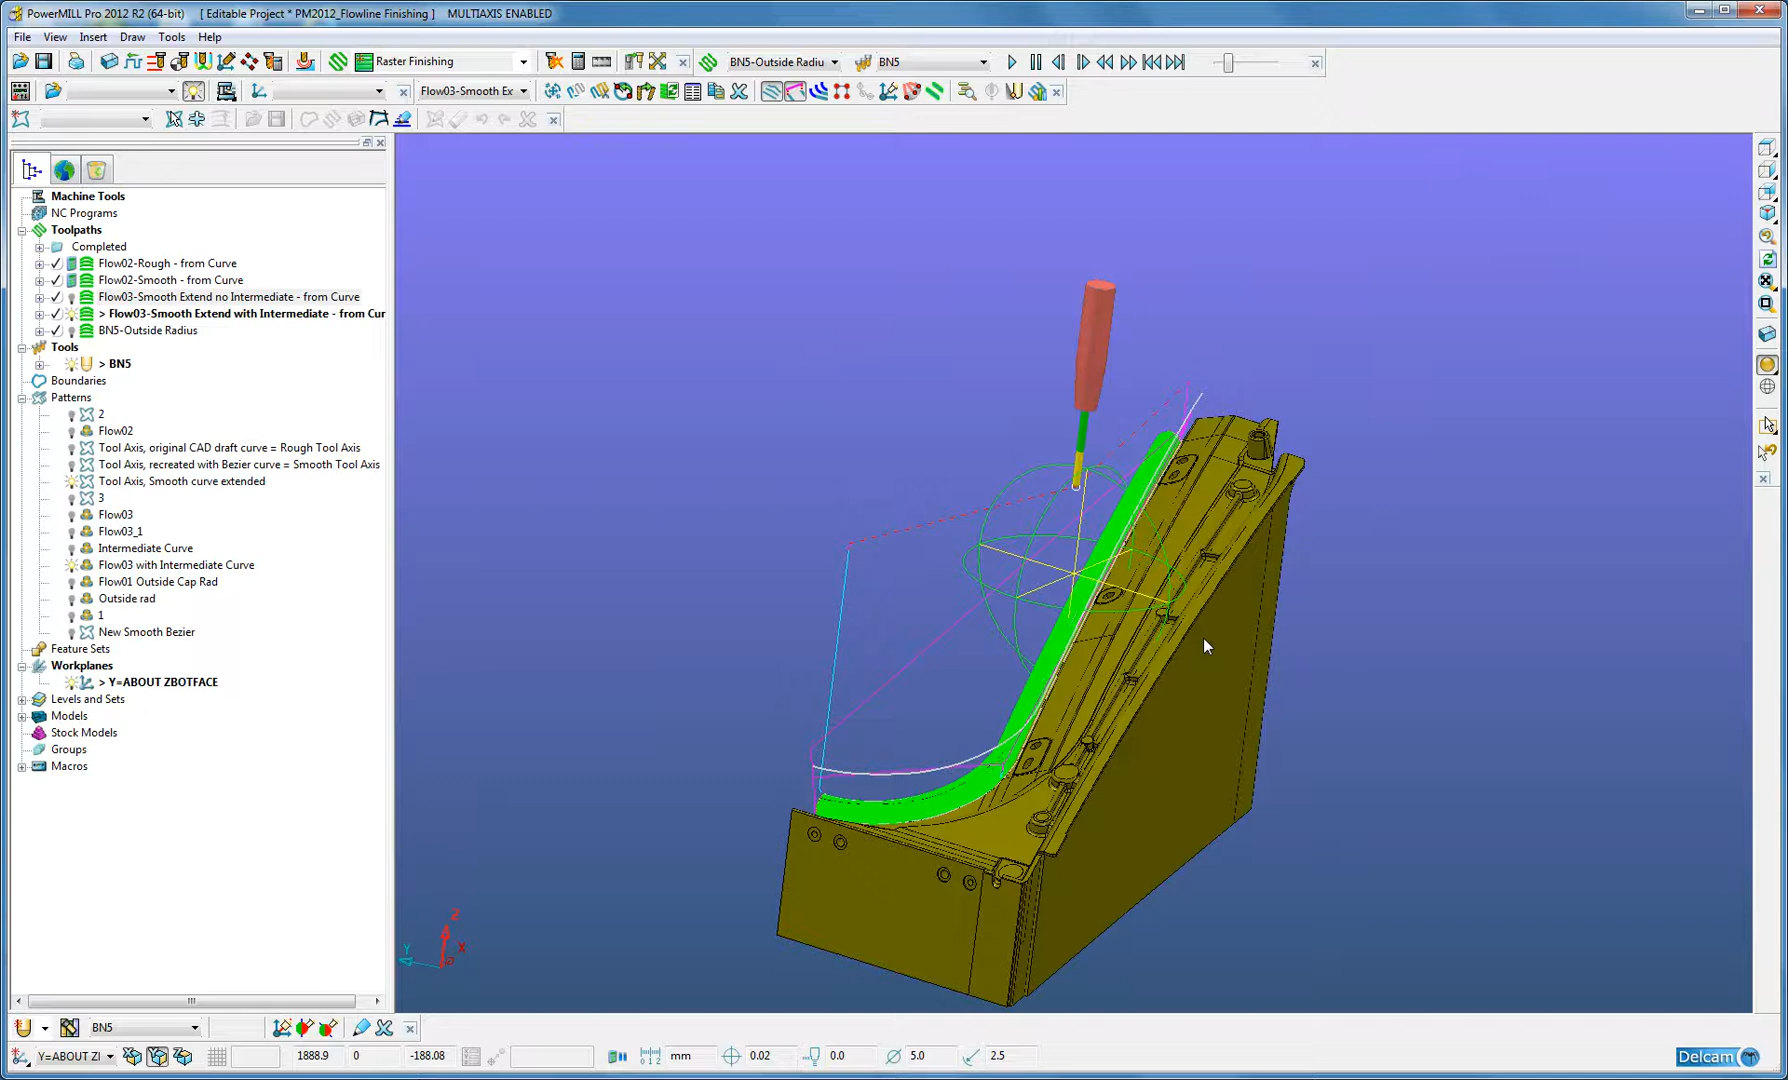 PowerMILL Pro 2012 R2 (64-bit) [ Editable Project * PM2012_Flowline Finishing ] MULTIAXIS ENABLED
File View Insert Draw Tools Help
Raster Finishing BN5-Outside Radiu BN5
Flow03-Smooth Ex
Machine Tools
NC Programs
Toolpaths
Completed
Flow02-Rough - from Curve
Flow02-Smooth - from Curve
Flow03-Smooth Extend no Intermediate - from Curve
> Flow03-Smooth Extend with Intermediate - from Cur
BN5-Outside Radius
Tools
> BN5
Boundaries
Patterns
2
Flow02
Tool Axis, original CAD draft curve = Rough Tool Axis
Tool Axis, recreated with Bezier curve = Smooth Tool Axis
Tool Axis, Smooth curve extended
3
Flow03
Flow03_1
Intermediate Curve
Flow03 with Intermediate Curve
Flow01 Outside Cap Rad
Outside rad
1
New Smooth Bezier
Feature Sets
Workplanes
> Y=ABOUT ZBOTFACE
Levels and Sets
Models
Stock Models
Groups
Macros
Z
Y
X
BN5
Y=ABOUT ZI 1888.9 0 -188.08 mm 0.02 0.0 5.0 2.5
Delcam